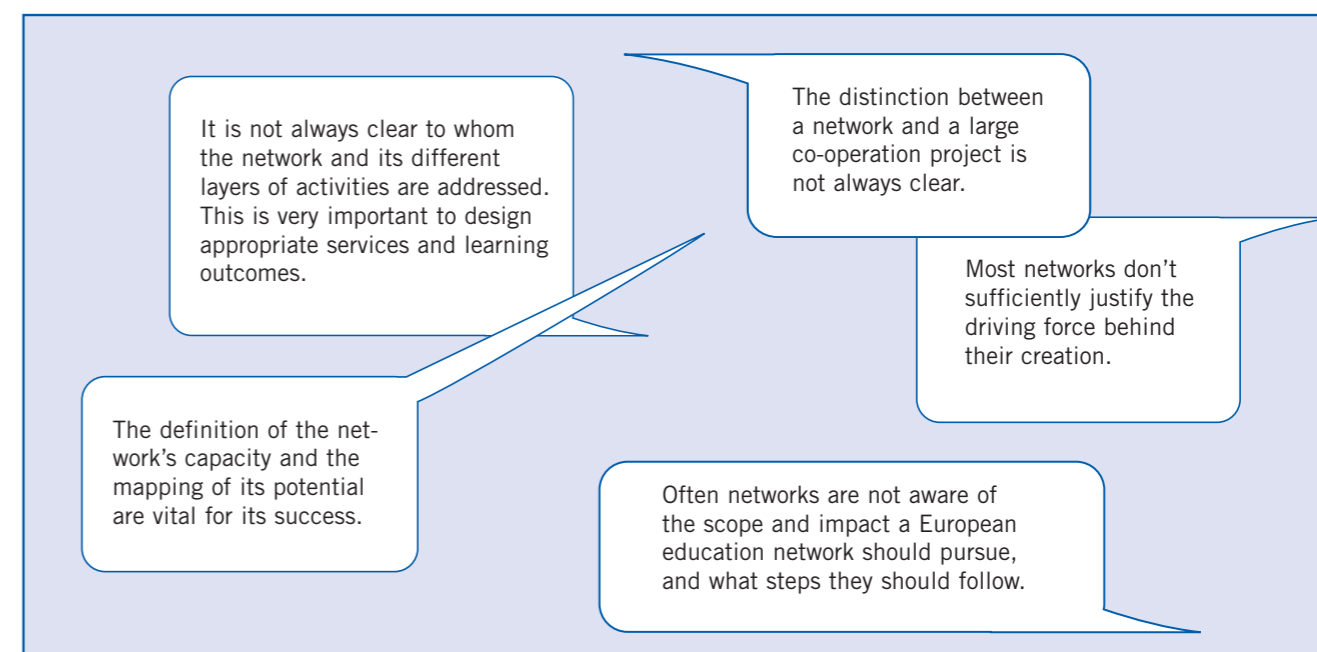 It is not always clear to whom
the network and its different
layers of activities are addressed.
This is very important to design
appropriate services and learning
outcomes.
The distinction between
a network and a large
co-operation project is
not always clear.
Most networks don’t
sufficiently justify the
driving force behind
their creation.
The definition of the net-
work’s capacity and the
mapping of its potential
are vital for its success.
Often networks are not aware of
the scope and impact a European
education network should pursue,
and what steps they should follow.